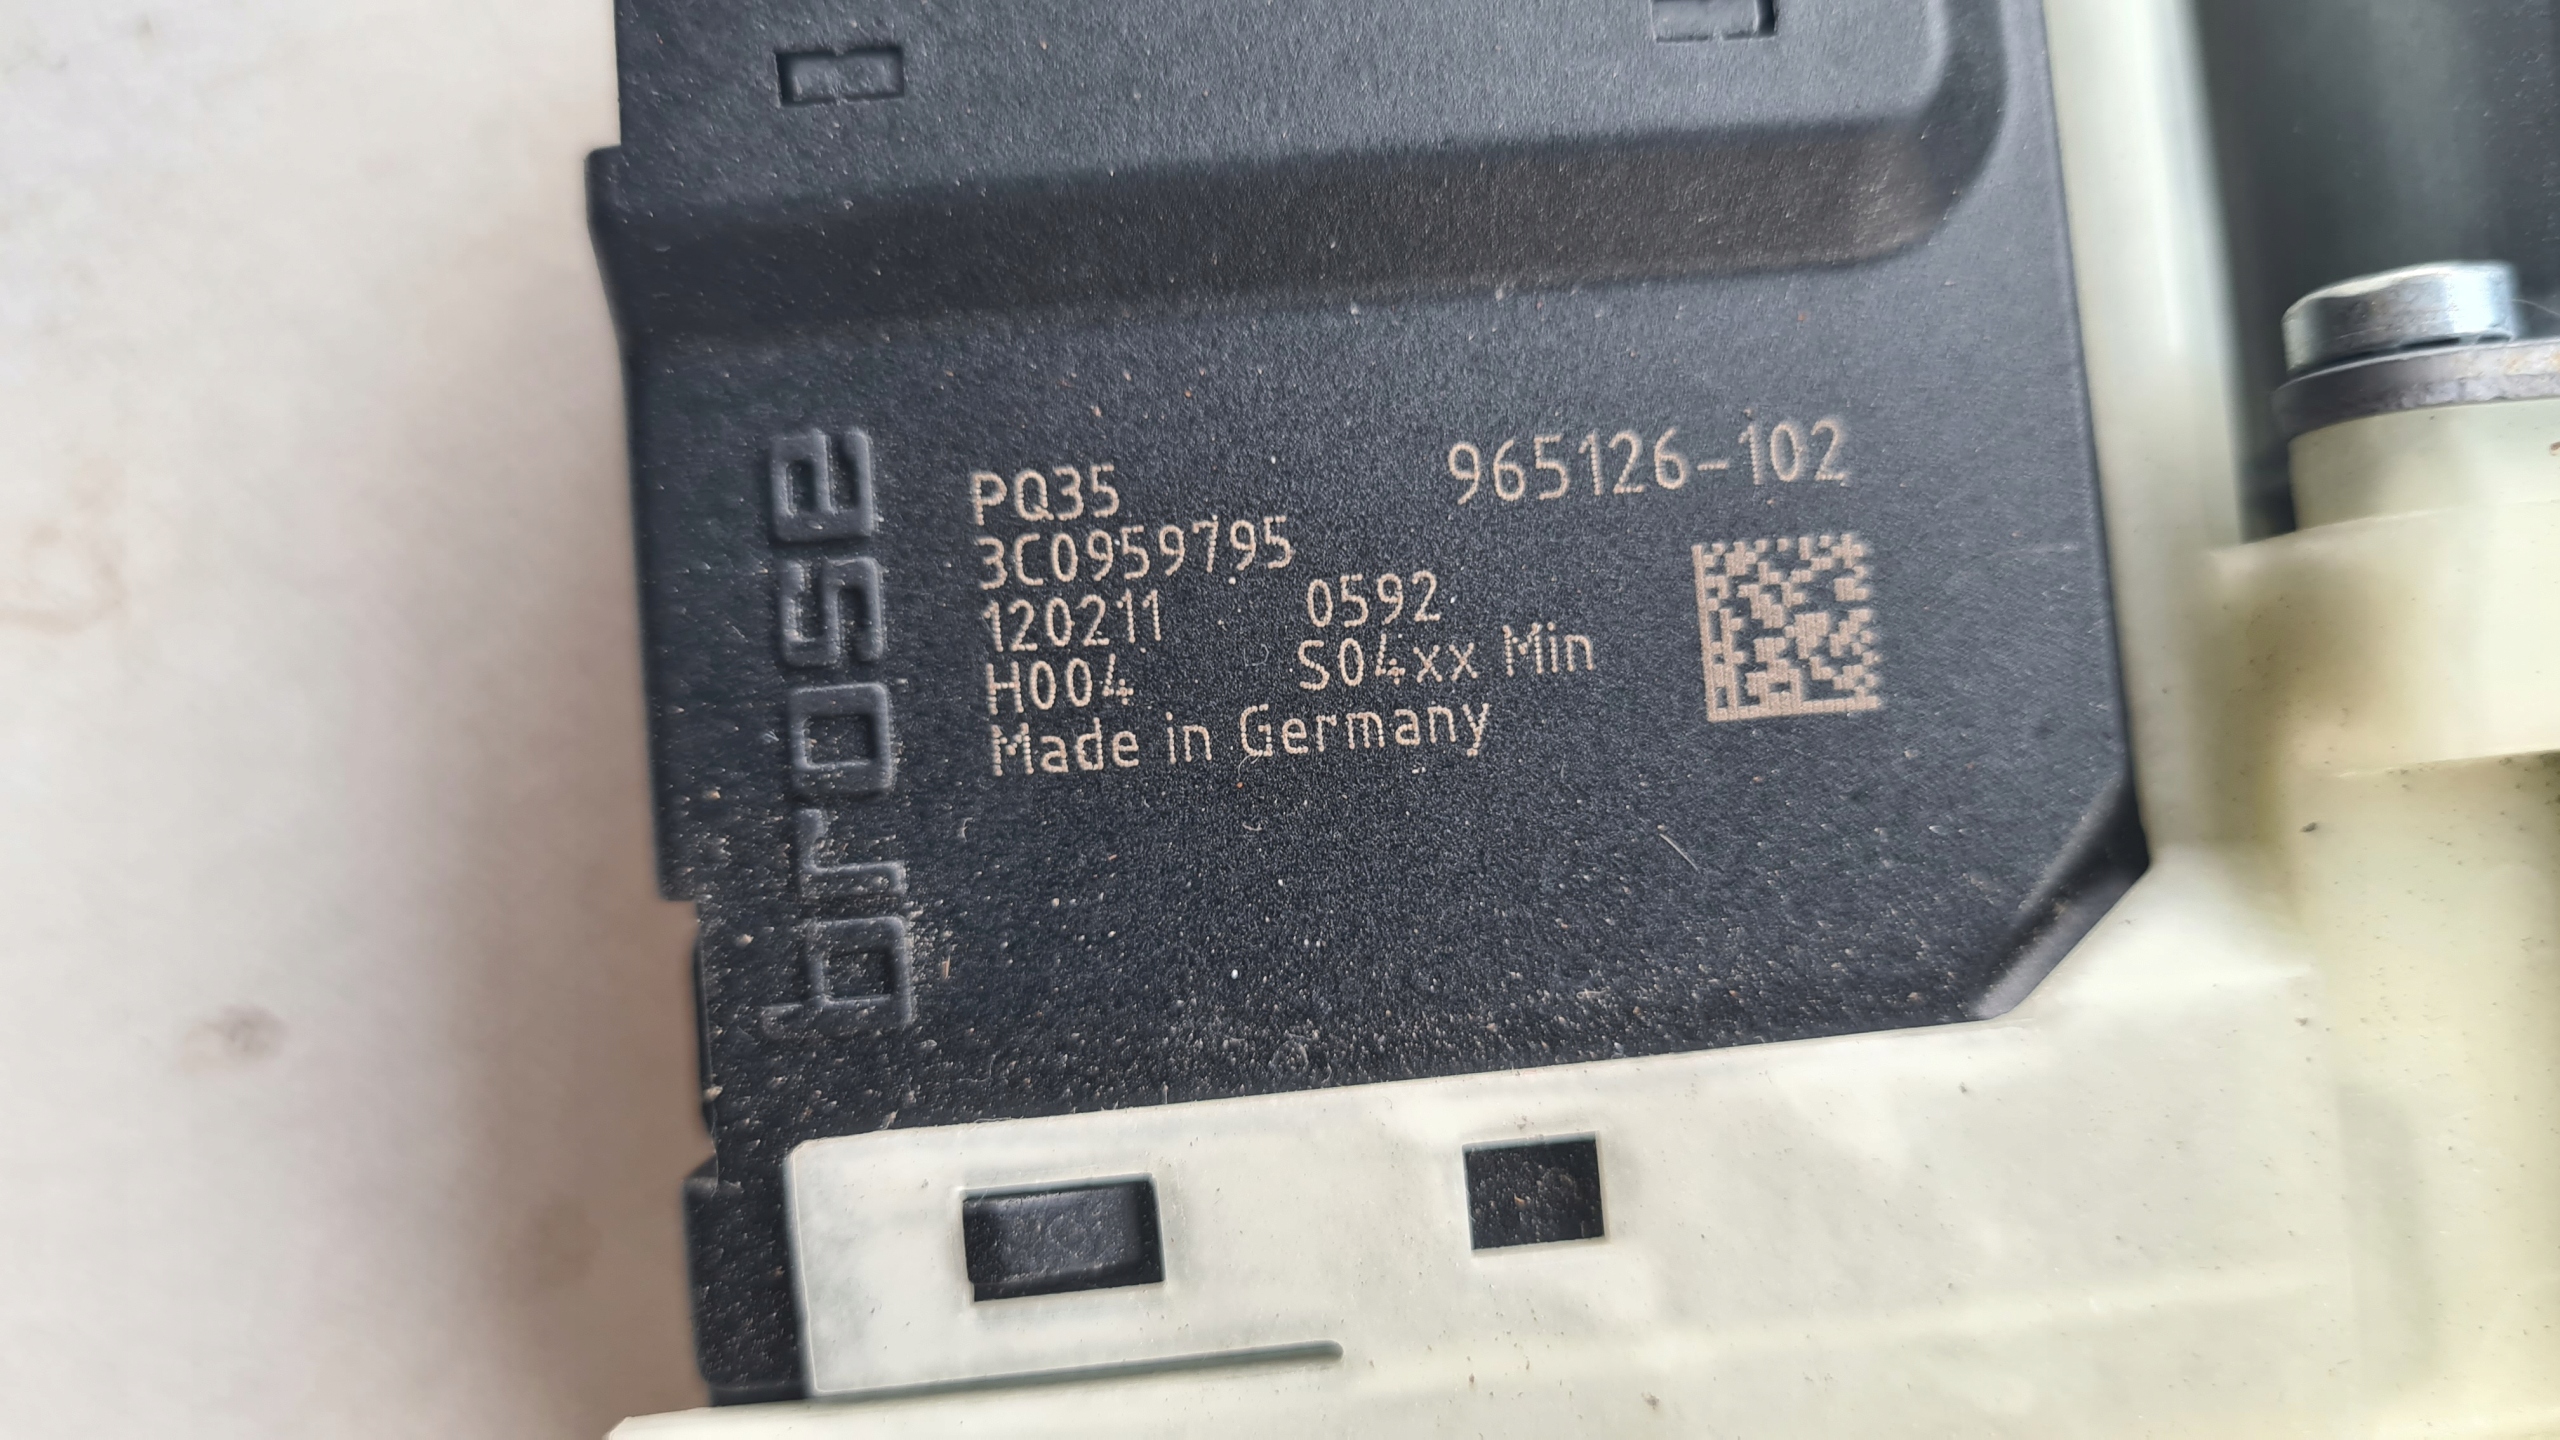 brose
PQ35
965126-102
3C0959795
120211 0592
H004 S04xx Min
Made in Germany